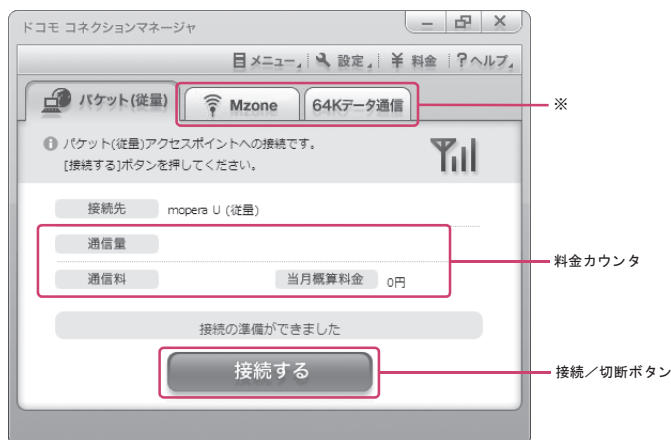 ドコモ コネクションマネージャ
メニュー 設定 ¥ 料金 ?ヘルプ
パケット(従量) Mzone 64Kデータ通信
※
パケット(従量)アクセスポイントへの接続です。
[接続する]ボタンを押してください。
接続先 mopera U (従量)
通信量
料金カウンタ
通信料 当月概算料金 0円
接続の準備ができました
接続する
接続／切断ボタン